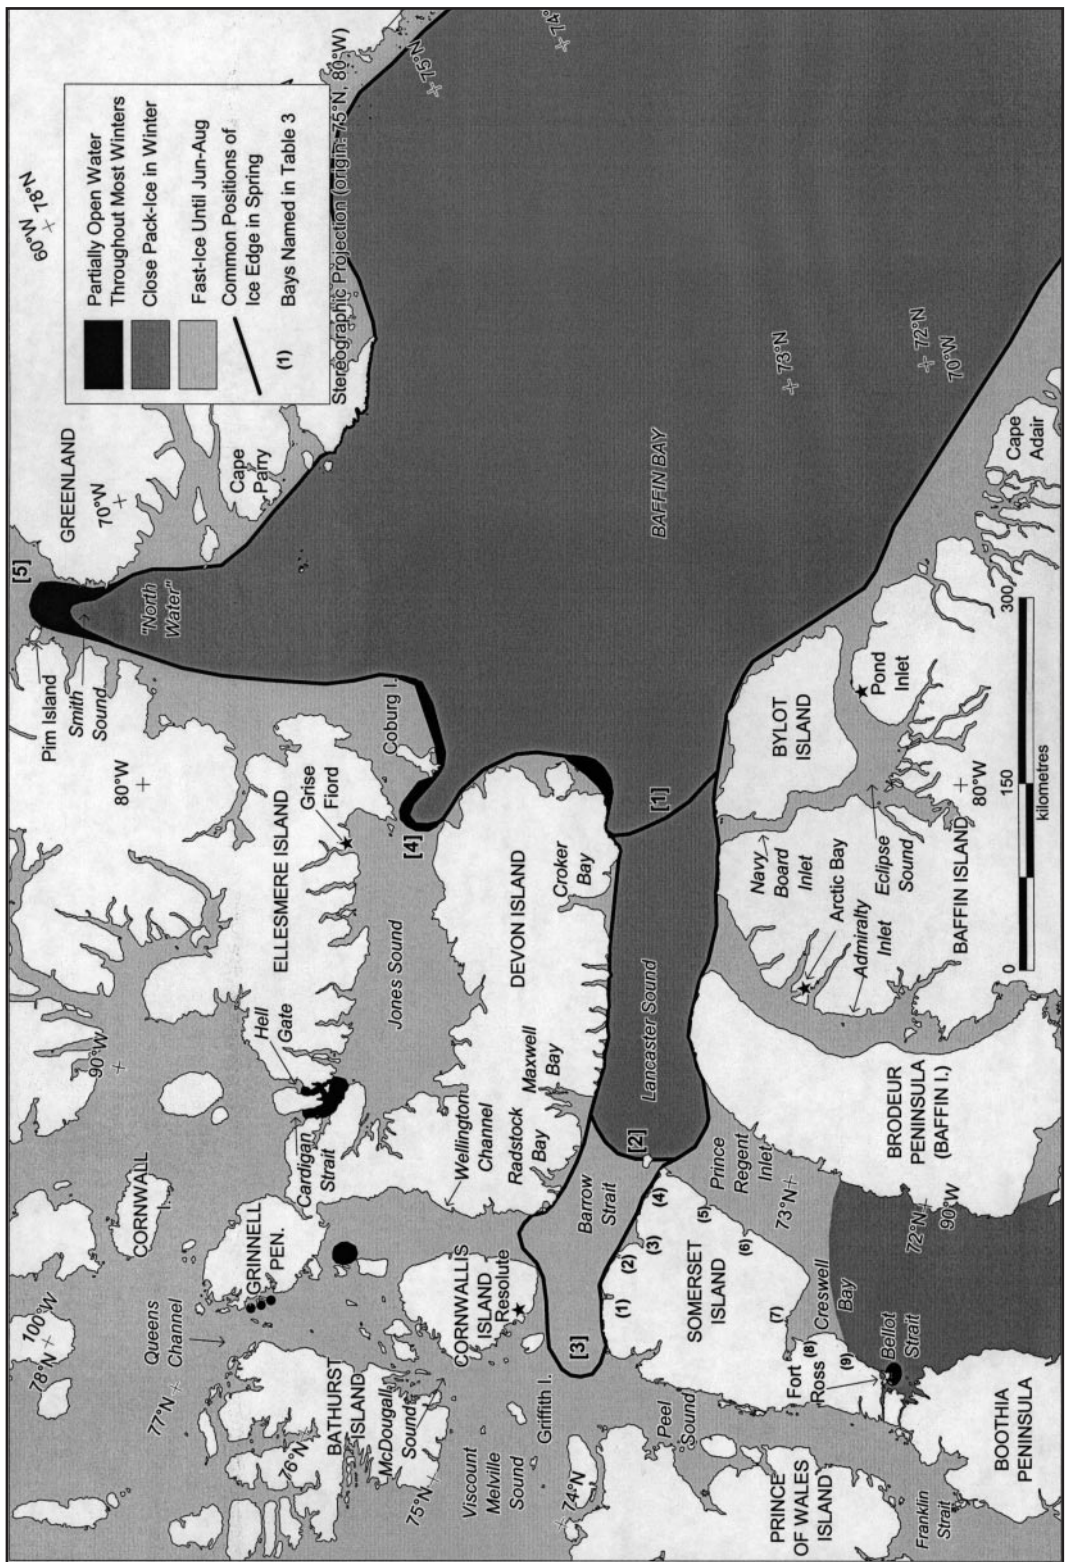 60°W
78°N
75°N
74°
Partially Open Water
Throughout Most Winters
Close Pack-Ice in Winter
Fast-Ice Until Jun-Aug
Common Positions of
Ice Edge in Spring
(1)
Bays Named in Table 3
Stereographic Projection (origin: 75°N, 80°W)
GREENLAND
70°W
Cape
Parry
[5]
"North
Water"
Pim Island
Smith
Sound
80°W
ELLESMERE ISLAND
Grise
Fiord
Coburg I.
[4]
Jones Sound
Hell
Gate
90°W
Cardigan
Strait
CORNWALL
I.
GRINNELL
PEN.
Queens
Channel
100°W
78°N
77°N
76°N
BATHURST
ISLAND
McDougall
Sound
75°N
Viscount
Melville
Sound
CORNWALLIS
ISLAND
Resolute
Griffith I.
74°N
Wellington
Channel
Radstock
Bay
Maxwell
Bay
DEVON ISLAND
Croker
Bay
BAFFIN BAY
73°N
72°N
70°W
[1]
Lancaster Sound
[2]
Barrow
Strait
[3]
(1)
(2)
(3)
(4)
(5)
(6)
(7)
(8)
(9)
SOMERSET
ISLAND
Prince
Regent
Inlet
73°N
Creswell
Bay
Fort
Ross
Bellot
Strait
72°N
90°W
Peel
Sound
PRINCE
OF WALES
ISLAND
Franklin
Strait
BOOTHIA
PENINSULA
BRODEUR
PENINSULA
(BAFFIN I.)
BYLOT
ISLAND
Navy
Board
Inlet
Arctic Bay
Admiralty
Inlet
Eclipse
Sound
BAFFIN ISLAND
80°W
Pond
Inlet
Cape
Adair
0
150
300
kilometres